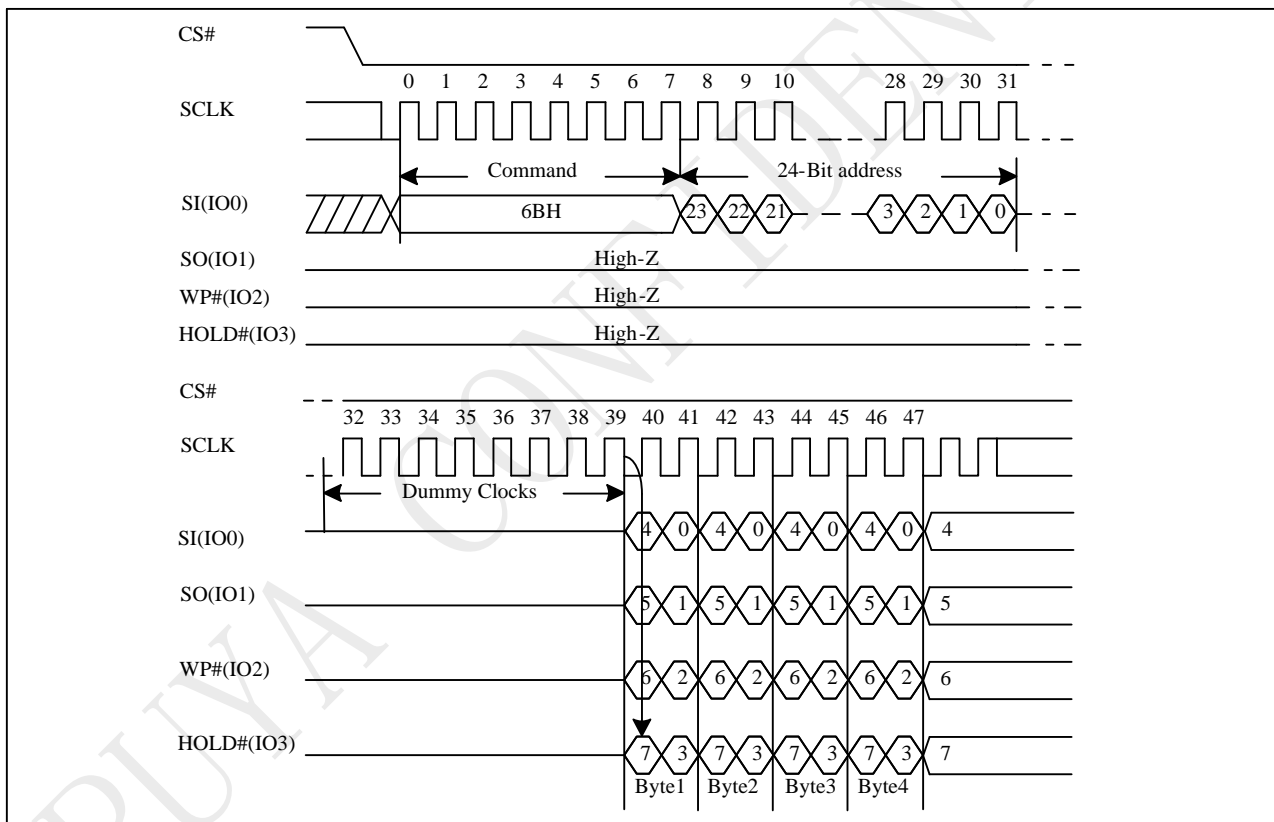 CS#
0 1 2 3 4 5 6 7 8 9 10 28 29 30 31
SCLK
Command 24-Bit address
SI(IO0) 6BH 23 22 21 3 2 1 0
SO(IO1) High-Z
WP#(IO2) High-Z
HOLD#(IO3) High-Z
CS#
32 33 34 35 36 37 38 39 40 41 42 43 44 45 46 47
SCLK
Dummy Clocks
SI(IO0) 4 0 4 0 4 0 4 0 4
SO(IO1) 5 1 5 1 5 1 5 1 5
WP#(IO2) 6 2 6 2 6 2 6 2 6
HOLD#(IO3) 7 3 7 3 7 3 7 3 7
Byte1 Byte2 Byte3 Byte4
PUYA CONFIDEN